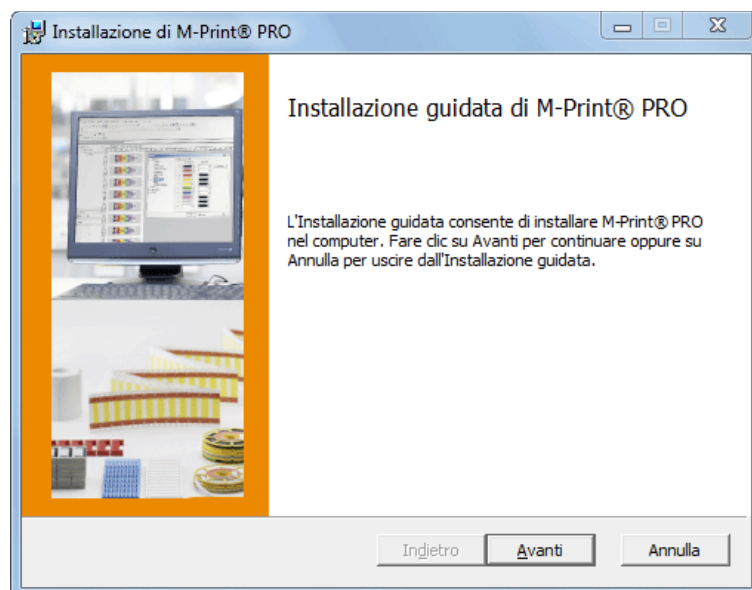 Installazione di M-Print® PRO
Installazione guidata di M-Print® PRO
L'Installazione guidata consente di installare M-Print® PRO
nel computer. Fare clic su Avanti per continuare oppure su
Annulla per uscire dall'Installazione guidata.
Indietro
Avanti
Annulla